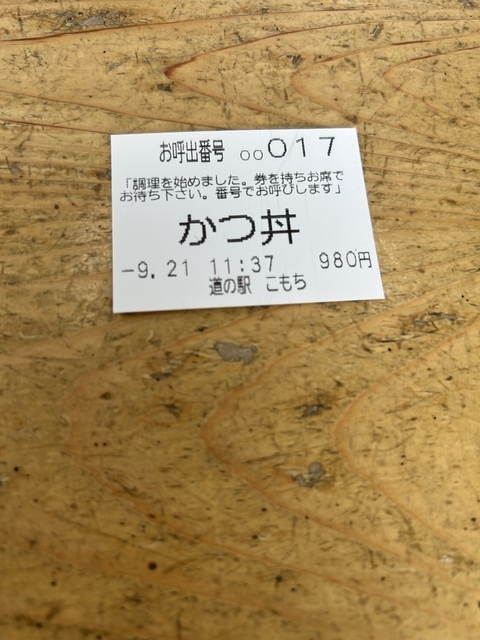 お呼出番号 00017
「調理を始めました。券を持ちお席で
お待ち下さい。番号でお呼びします」
かつ丼
-9.21 11:37 980円
道の駅 こもち